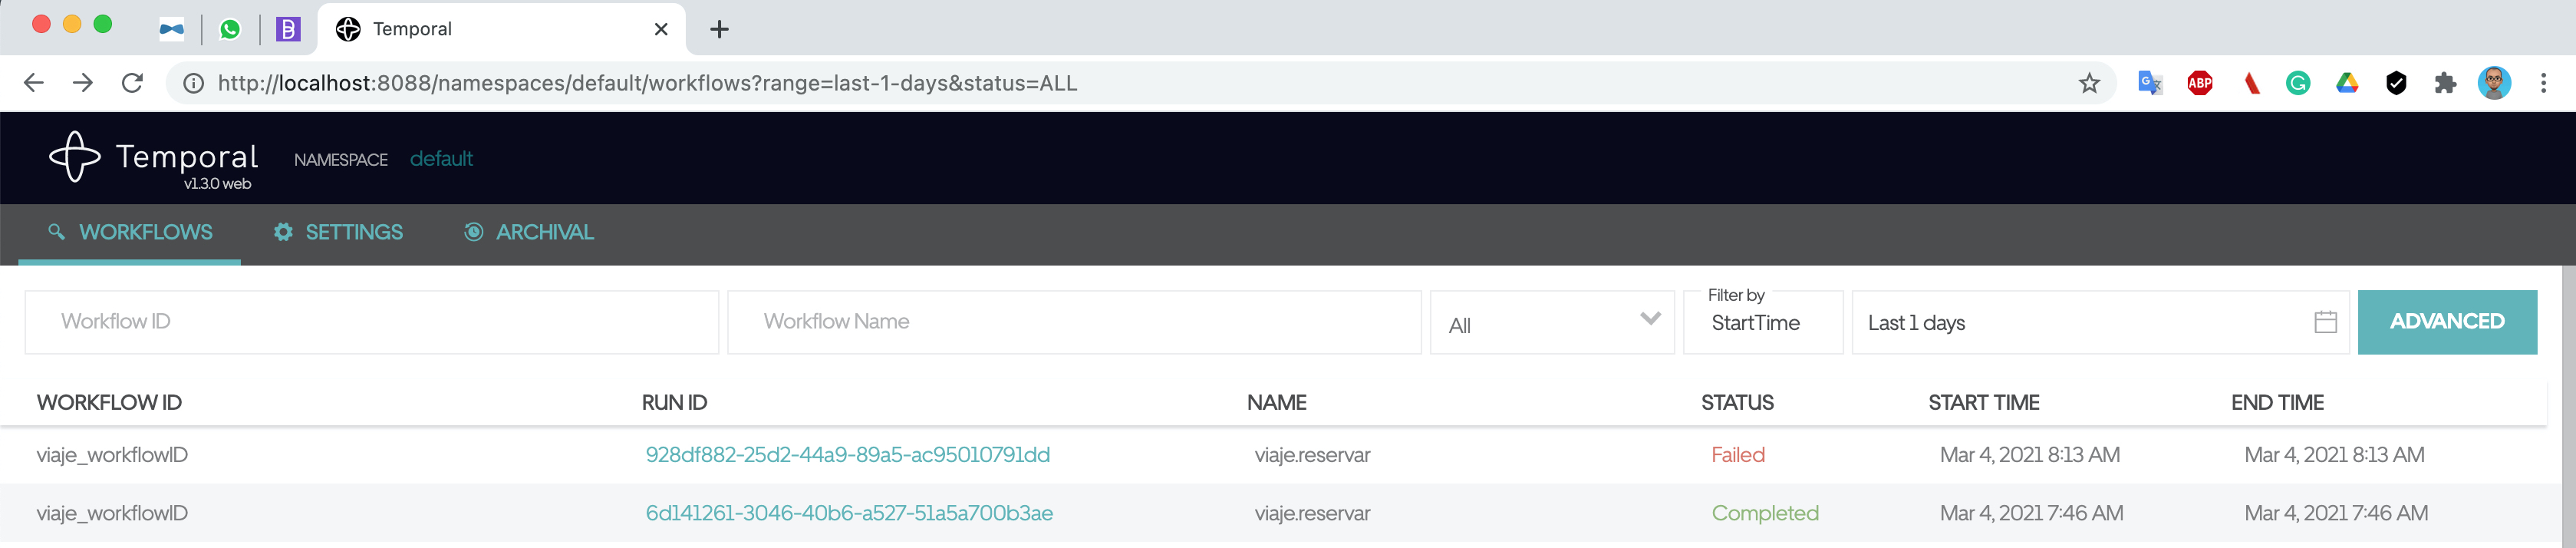 Temporal
http://localhost:8088/namespaces/default/workflows?range=last-1-days&status=ALL
ABP
Temporal NAMESPACE default
v1.3.0 web
WORKFLOWS SETTINGS ARCHIVAL
Workflow ID Workflow Name All Filter by StartTime Last 1 days ADVANCED
WORKFLOW ID RUN ID NAME STATUS START TIME END TIME
viaje_workflowID 928df882-25d2-44a9-89a5-ac95010791dd viaje.reservar Failed Mar 4, 2021 8:13 AM Mar 4, 2021 8:13 AM
viaje_workflowID 6d141261-3046-40b6-a527-51a5a700b3ae viaje.reservar Completed Mar 4, 2021 7:46 AM Mar 4, 2021 7:46 AM